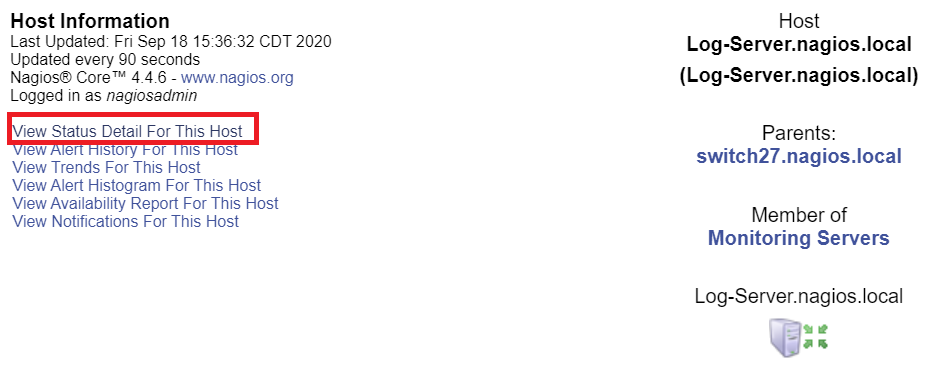 Host Information
Last Updated: Fri Sep 18 15:36:32 CDT 2020
Updated every 90 seconds
Nagios® Core™ 4.4.6 - www.nagios.org
Logged in as nagiosadmin
View Status Detail For This Host
View Alert History For This Host
View Trends For This Host
View Alert Histogram For This Host
View Availability Report For This Host
View Notifications For This Host
Host
Log-Server.nagios.local
(Log-Server.nagios.local)
Parents:
switch27.nagios.local
Member of
Monitoring Servers
Log-Server.nagios.local